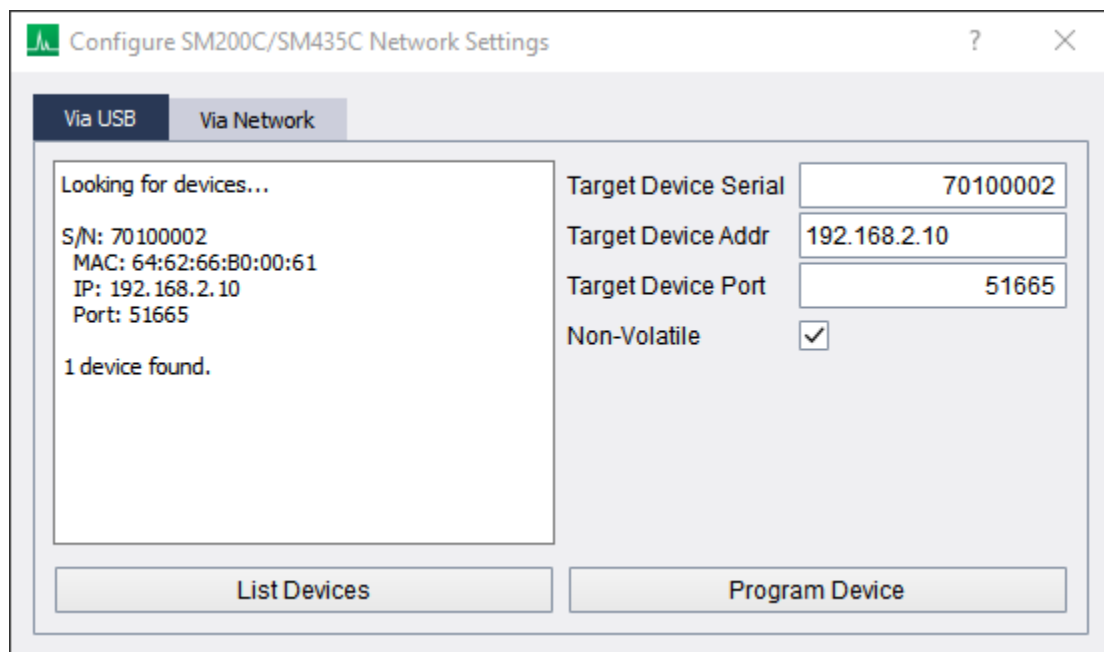 Configure SM200C/SM435C Network Settings
Via USB
Via Network
Looking for devices...
S/N: 70100002
MAC: 64:62:66:B0:00:61
IP: 192.168.2.10
Port: 51665
1 device found.
Target Device Serial 70100002
Target Device Addr 192.168.2.10
Target Device Port 51665
Non-Volatile
List Devices
Program Device